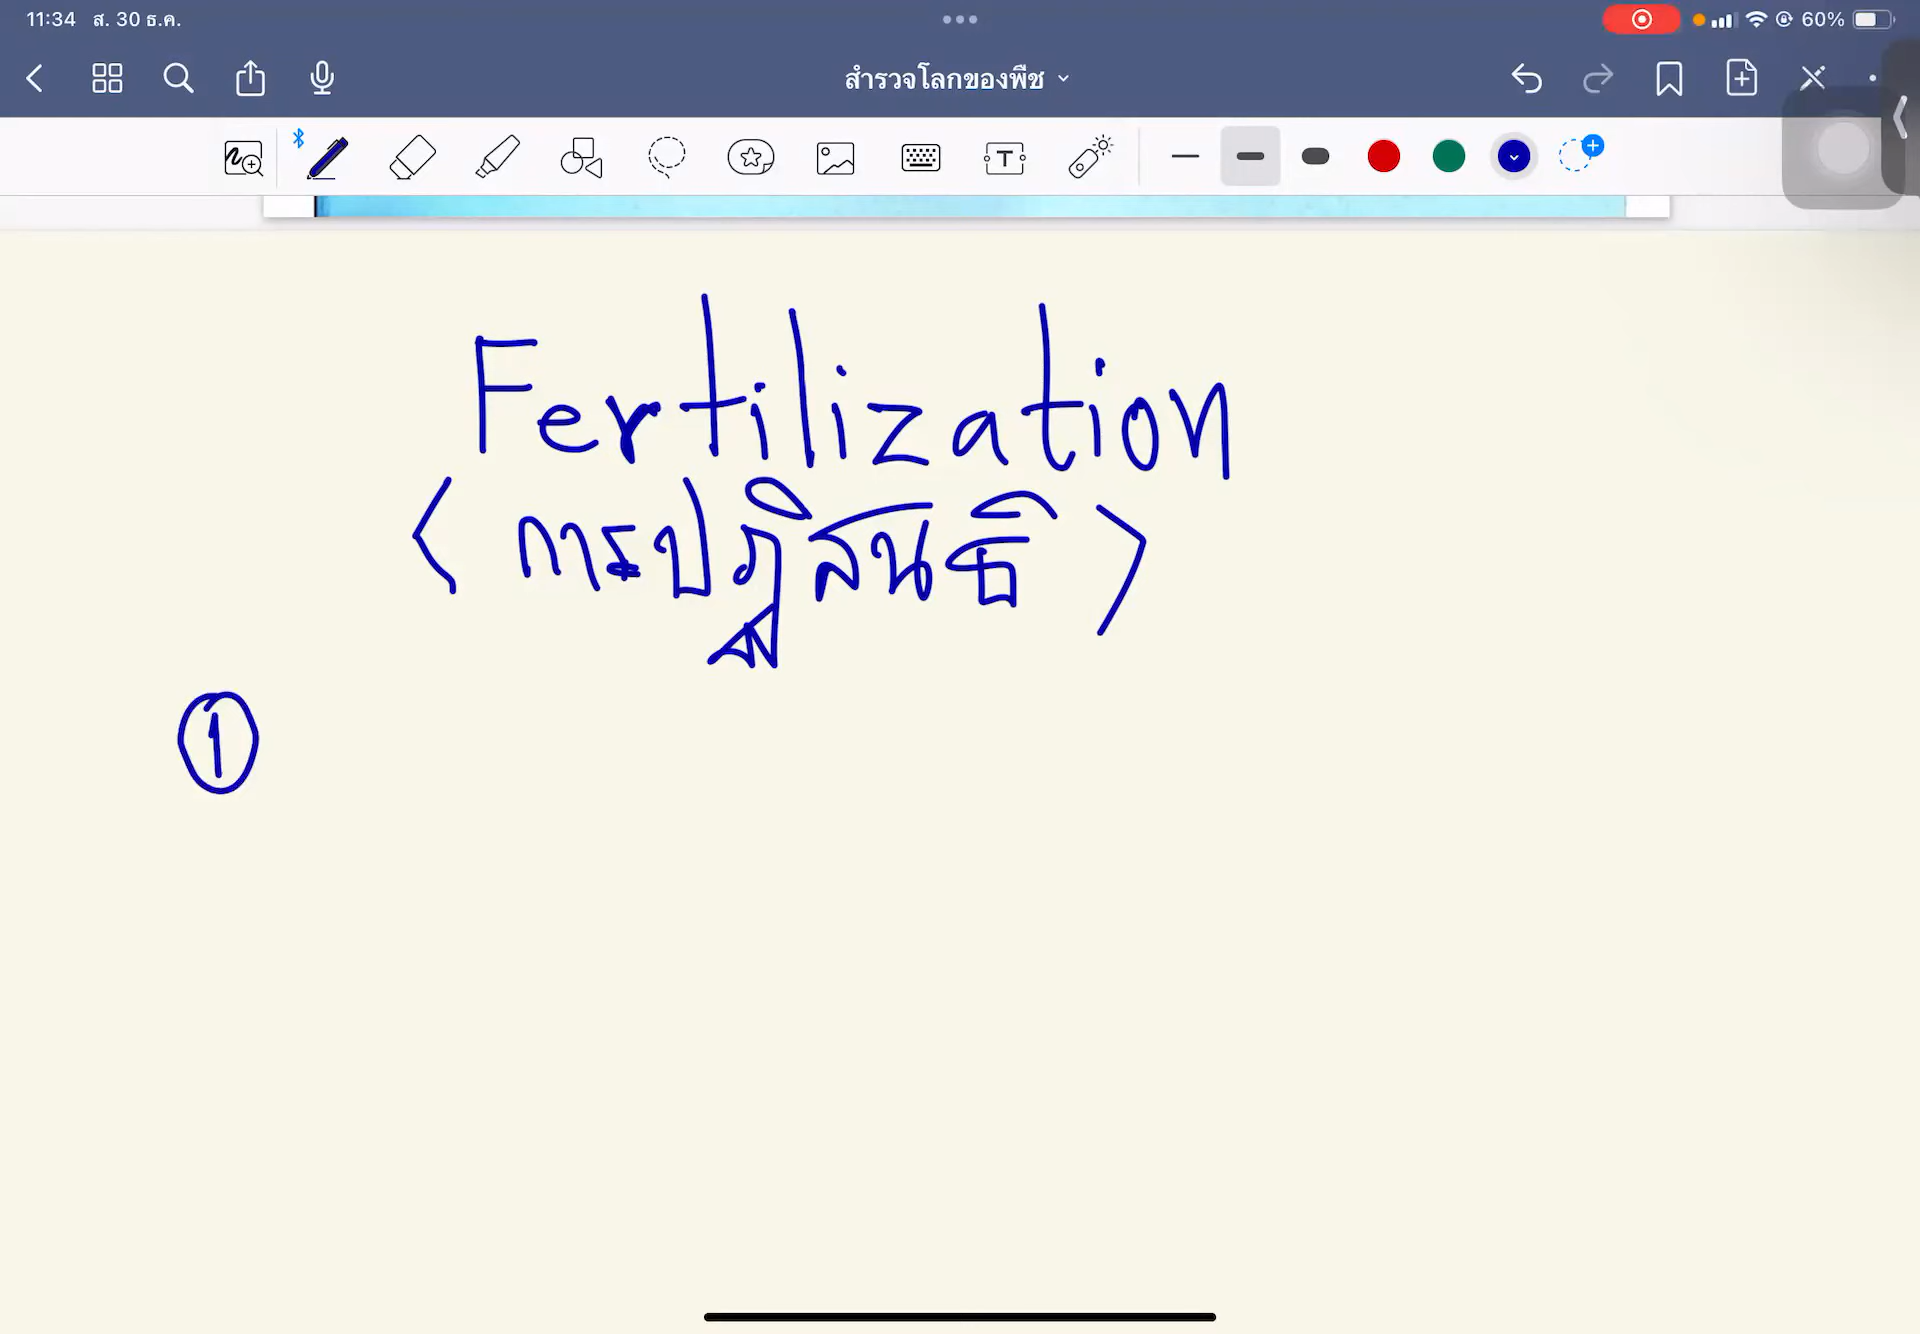 11:34 ส. 30 ธ.ค. 60%
สำรวจโลกของพืช
T
Fertilization
< การปฏิสนธิ >
1